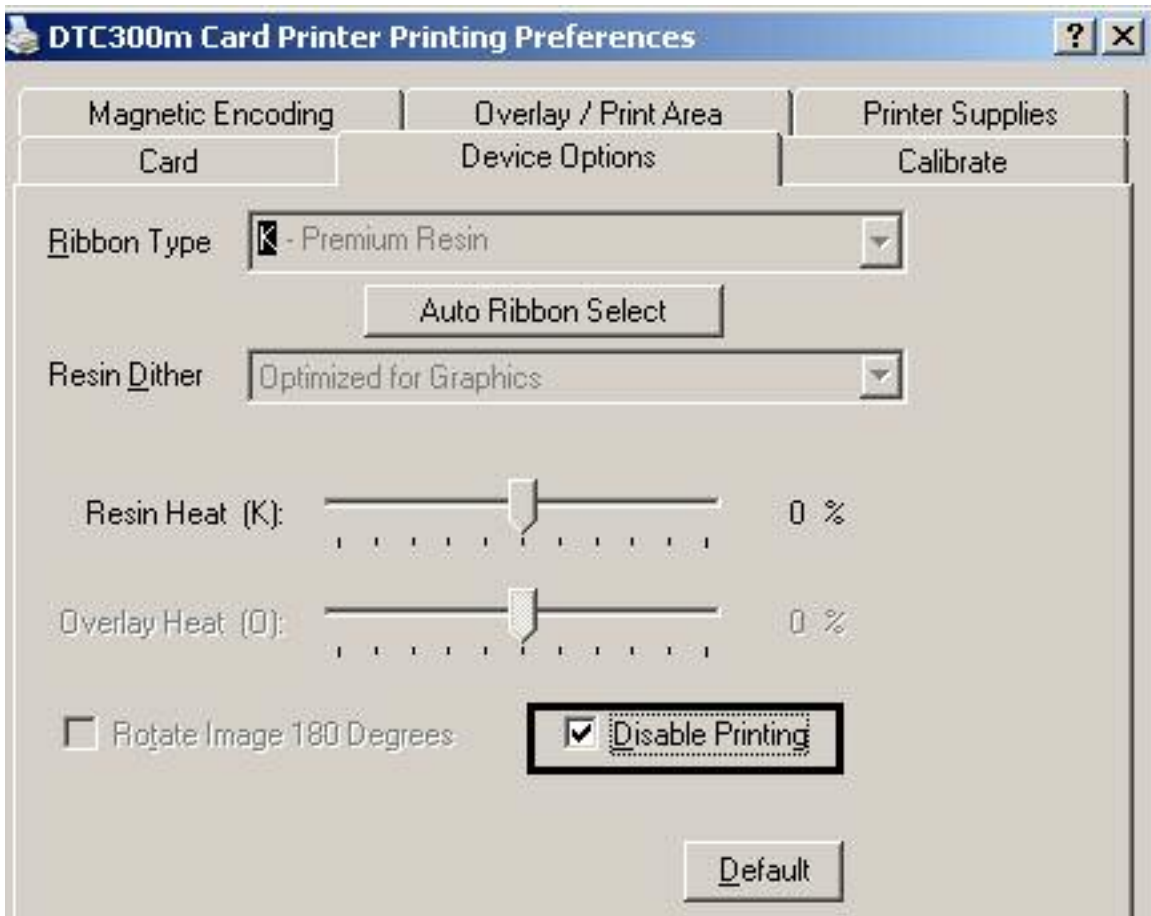 DTC300m Card Printer Printing Preferences
Magnetic Encoding Overlay / Print Area Printer Supplies
Card Device Options Calibrate
Ribbon Type K - Premium Resin
Auto Ribbon Select
Resin Dither Optimized for Graphics
Resin Heat (K): 0 %
Overlay Heat (O): 0 %
Rotate Image 180 Degrees Disable Printing
Default